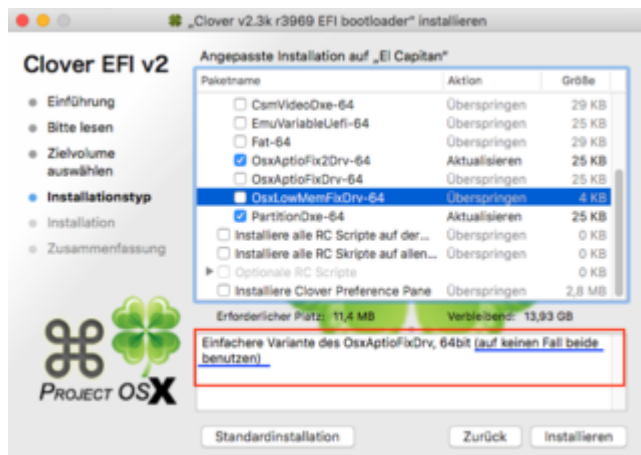 „Clover v2.3k r3969 EFI bootloader" installieren
Clover EFI v2
Einführung
Bitte lesen
Zielvolume
auswählen
Installationstyp
Installation
Zusammenfassung
PROJECT OSX
Angepasste Installation auf „El Capitan"
Paketname Aktion Größe
CsmVideoDxe-64 Überspringen 29 KB
EmuVariableUefi-64 Überspringen 25 KB
Fat-64 Überspringen 29 KB
OsxAptioFix2Drv-64 Aktualisieren 25 KB
OsxAptioFixDrv-64 Überspringen 25 KB
OsxLowMemFixDrv-64 Überspringen 4 KB
PartitionDxe-64 Aktualisieren 25 KB
Installiere alle RC Scripte auf der... Überspringen 0 KB
Installiere alle RC Skripte auf allen... Überspringen 0 KB
Optionale RC Scripte 0 KB
Installiere Clover Preference Pane Überspringen 2,8 MB
Erforderlicher Platz: 11,4 MB Verbleibend: 13,93 GB
Einfachere Variante des OsxAptioFixDrv, 64bit (auf keinen Fall beide
benutzen)
Standardinstallation Zurück Installieren